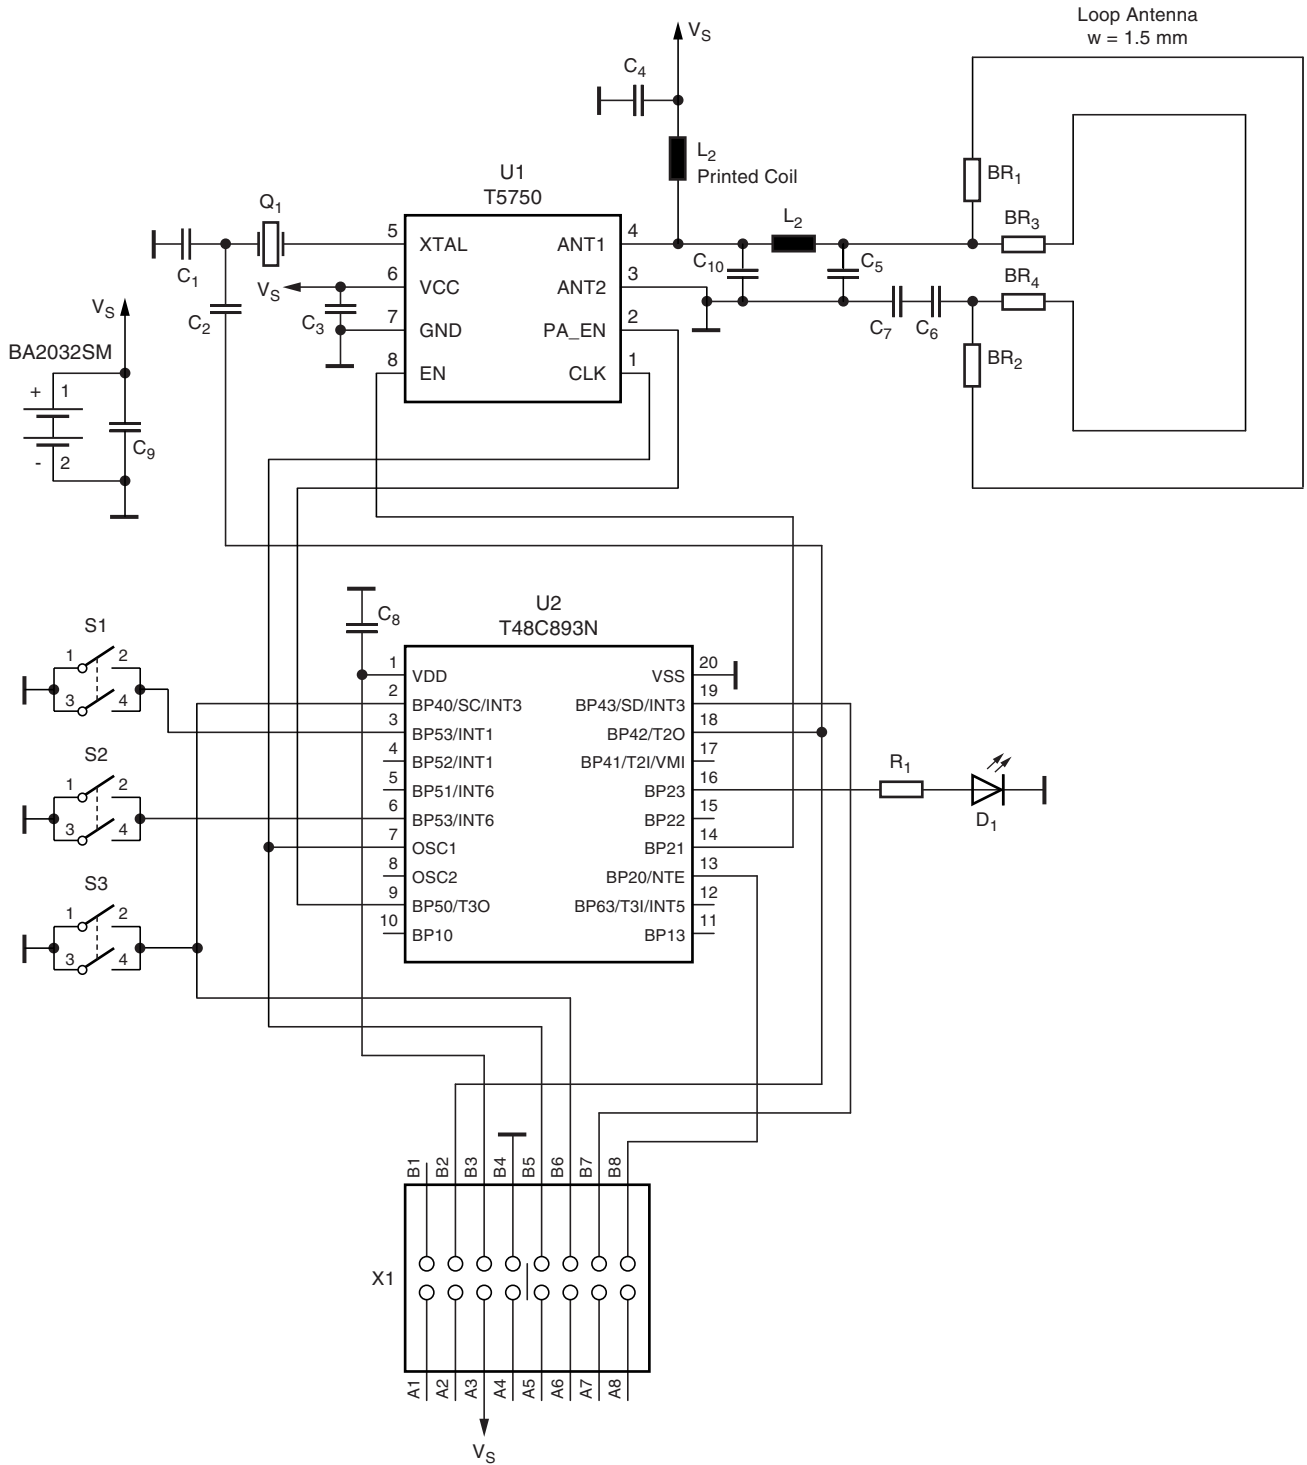 Loop Antenna
w = 1.5 mm
VS
C4
L2
Printed Coil
U1
T5750
Q1
C1
C2
VS
C3
5 XTAL ANT1 4
6 VCC ANT2 3
7 GND PA_EN 2
8 EN CLK 1
L2
C10
C5
C7
C6
BR1
BR3
BR4
BR2
VS
BA2032SM
+ 1
- 2
C9
C8
U2
T48C893N
1 VDD VSS 20
2 BP40/SC/INT3 BP43/SD/INT3 19
3 BP53/INT1 BP42/T2O 18
4 BP52/INT1 BP41/T2I/VMI 17
5 BP51/INT6 BP23 16
6 BP53/INT6 BP22 15
7 OSC1 BP21 14
8 OSC2 BP20/NTE 13
9 BP50/T3O BP63/T3I/INT5 12
10 BP10 BP13 11
S1
1 2
3 4
S2
1 2
3 4
S3
1 2
3 4
R1
D1
B1 B2 B3 B4 B5 B6 B7 B8
X1
A1 A2 A3 A4 A5 A6 A7 A8
VS